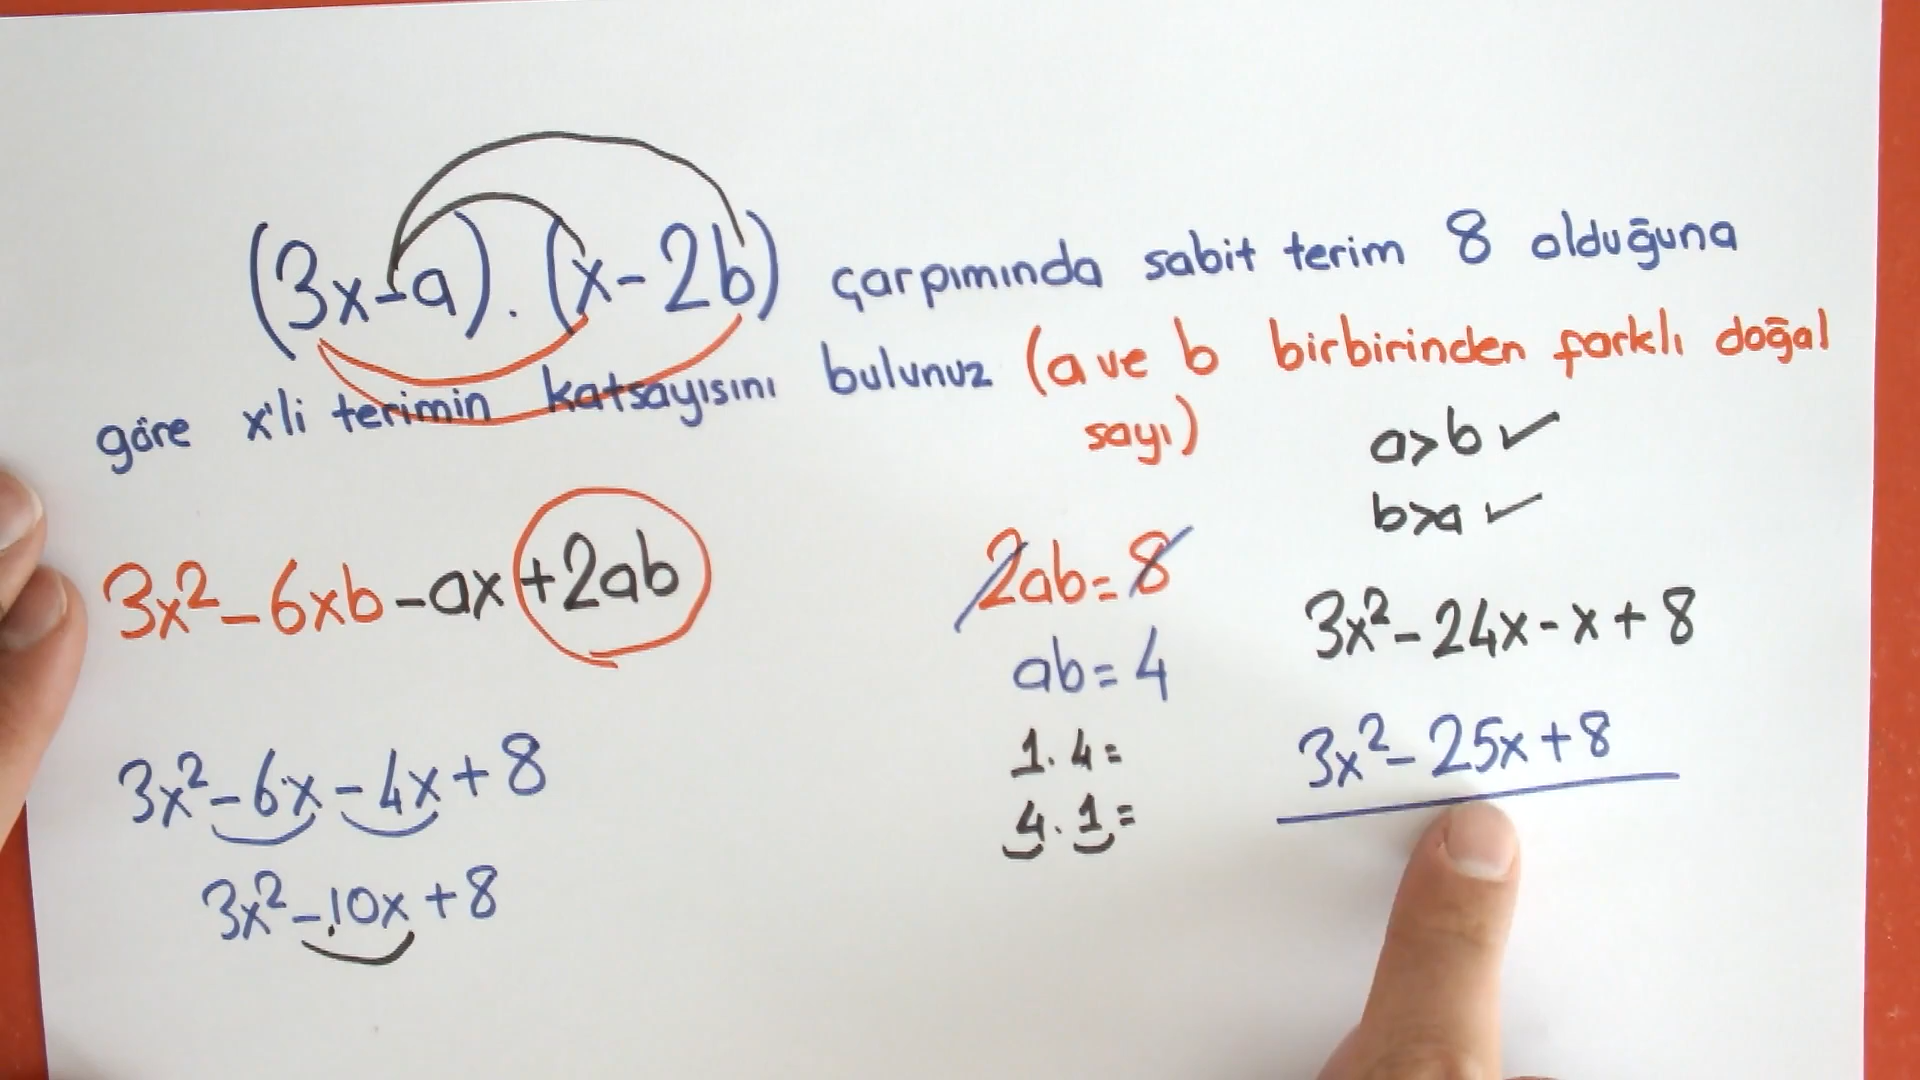 (3x-a).(x-2b) çarpımında sabit terim 8 olduğuna
göre x'li terimin katsayısını bulunuz (a ve b birbirinden farklı doğal
sayı)
a>b ✓
b>a ✓
3x²-6xb-ax+2ab
2ab=8
ab=4
1.4=
4.1=
3x²-24x-x+8
3x²-25x+8
3x²-6x-4x+8
3x²-10x+8